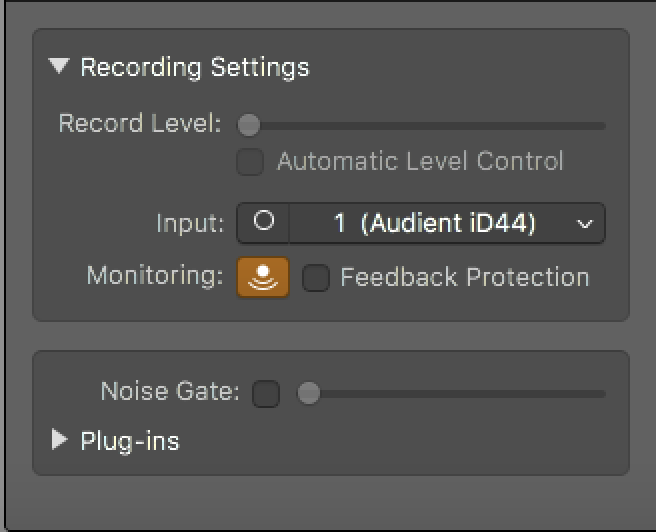 Recording Settings
Record Level:
Automatic Level Control
Input: 1 (Audient iD44)
Monitoring: Feedback Protection
Noise Gate:
Plug-ins